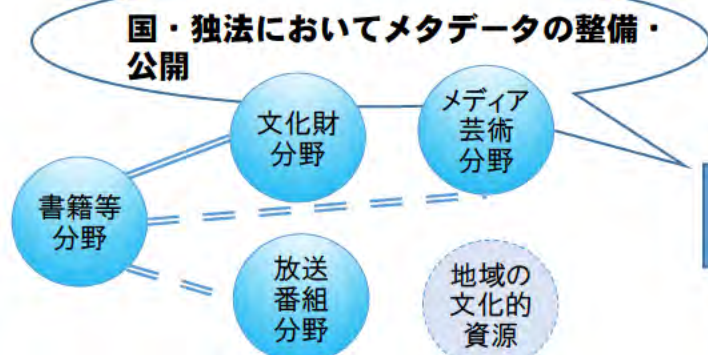 国・独法においてメタデータの整備・
公開
文化財
分野
メディア
芸術
分野
書籍等
分野
放送
番組
分野
地域の
文化的
資源